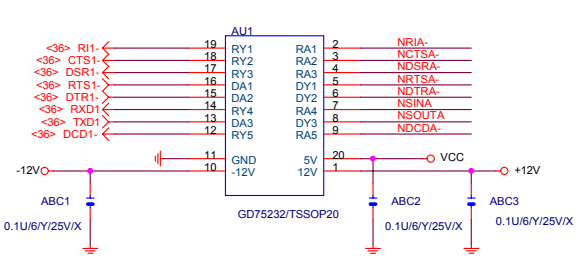 AU1
<36> RI1- 19 RY1 RA1 2 NRIA-
<36> CTS1- 18 RY2 RA2 3 NCTSA-
<36> DSR1- 17 RY3 RA3 4 NDSRA-
<36> RTS1- 16 DA1 DY1 5 NRTSA-
<36> DTR1- 15 DA2 DY2 6 NDTRA-
<36> RXD1 14 RY4 RA4 7 NSINA
<36> TXD1 13 DA3 DY3 8 NSOUTA
<36> DCD1- 12 RY5 RA5 9 NDCDA-
11 GND 5V 20 VCC
-12V 10 -12V 12V 1 +12V
ABC1 ABC2 ABC3
GD75232/TSSOP20
0.1U/6/Y/25V/X 0.1U/6/Y/25V/X 0.1U/6/Y/25V/X